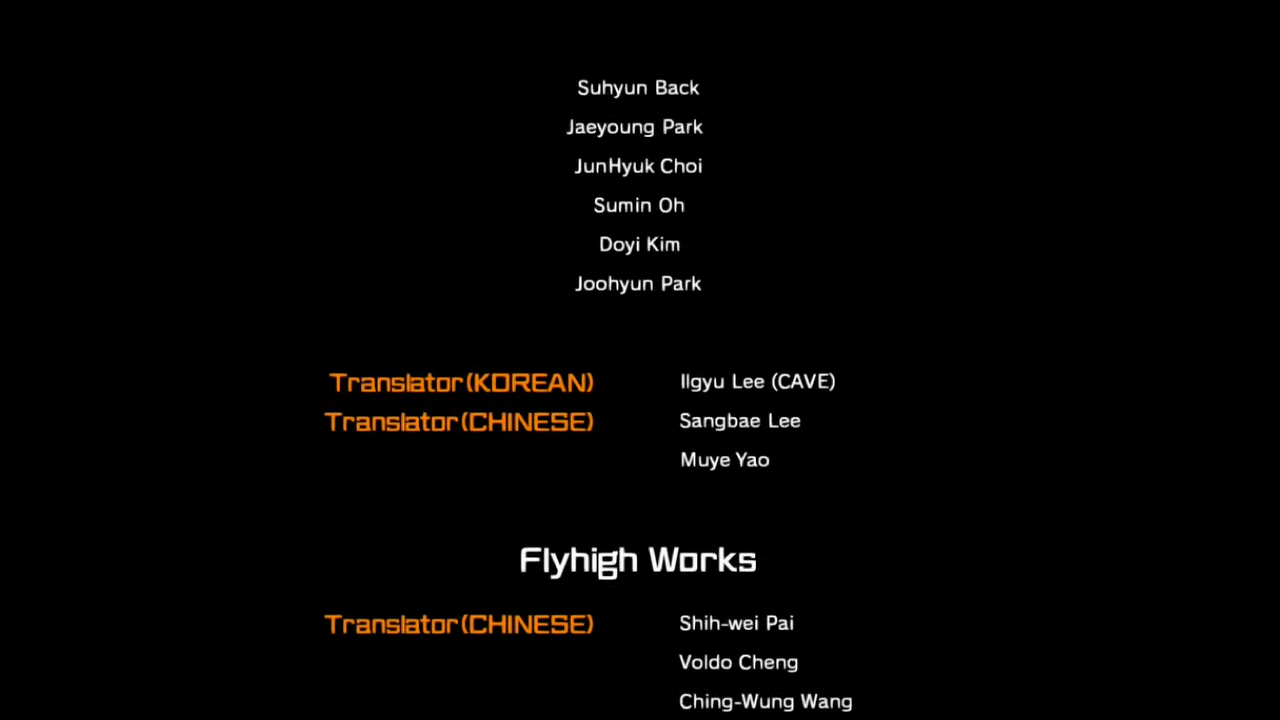 Suhyun Back
Jaeyoung Park
JunHyuk Choi
Sumin Oh
Doyi Kim
Joohyun Park
Translator(KOREAN) Ilgyu Lee (CAVE)
Translator(CHINESE) Sangbae Lee
Muye Yao
Flyhigh Works
Translator(CHINESE) Shih-wei Pai
Voldo Cheng
Ching-Wung Wang